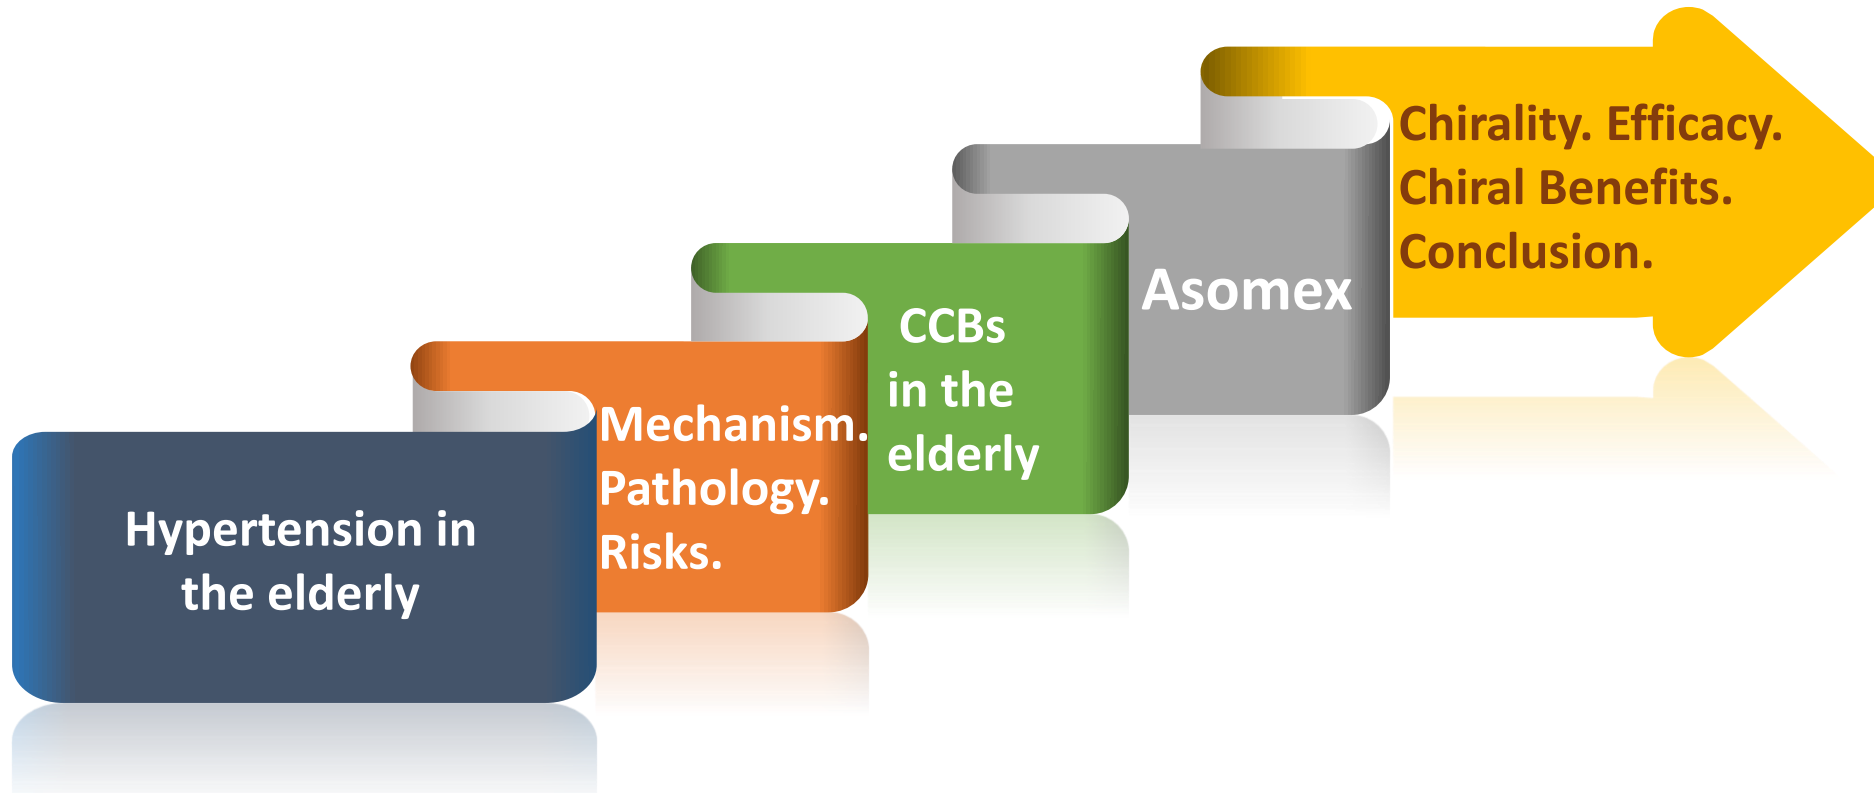 Hypertension in
the elderly
Mechanism.
Pathology.
Risks.
CCBs
in the
elderly
Asomex
Chirality. Efficacy.
Chiral Benefits.
Conclusion.